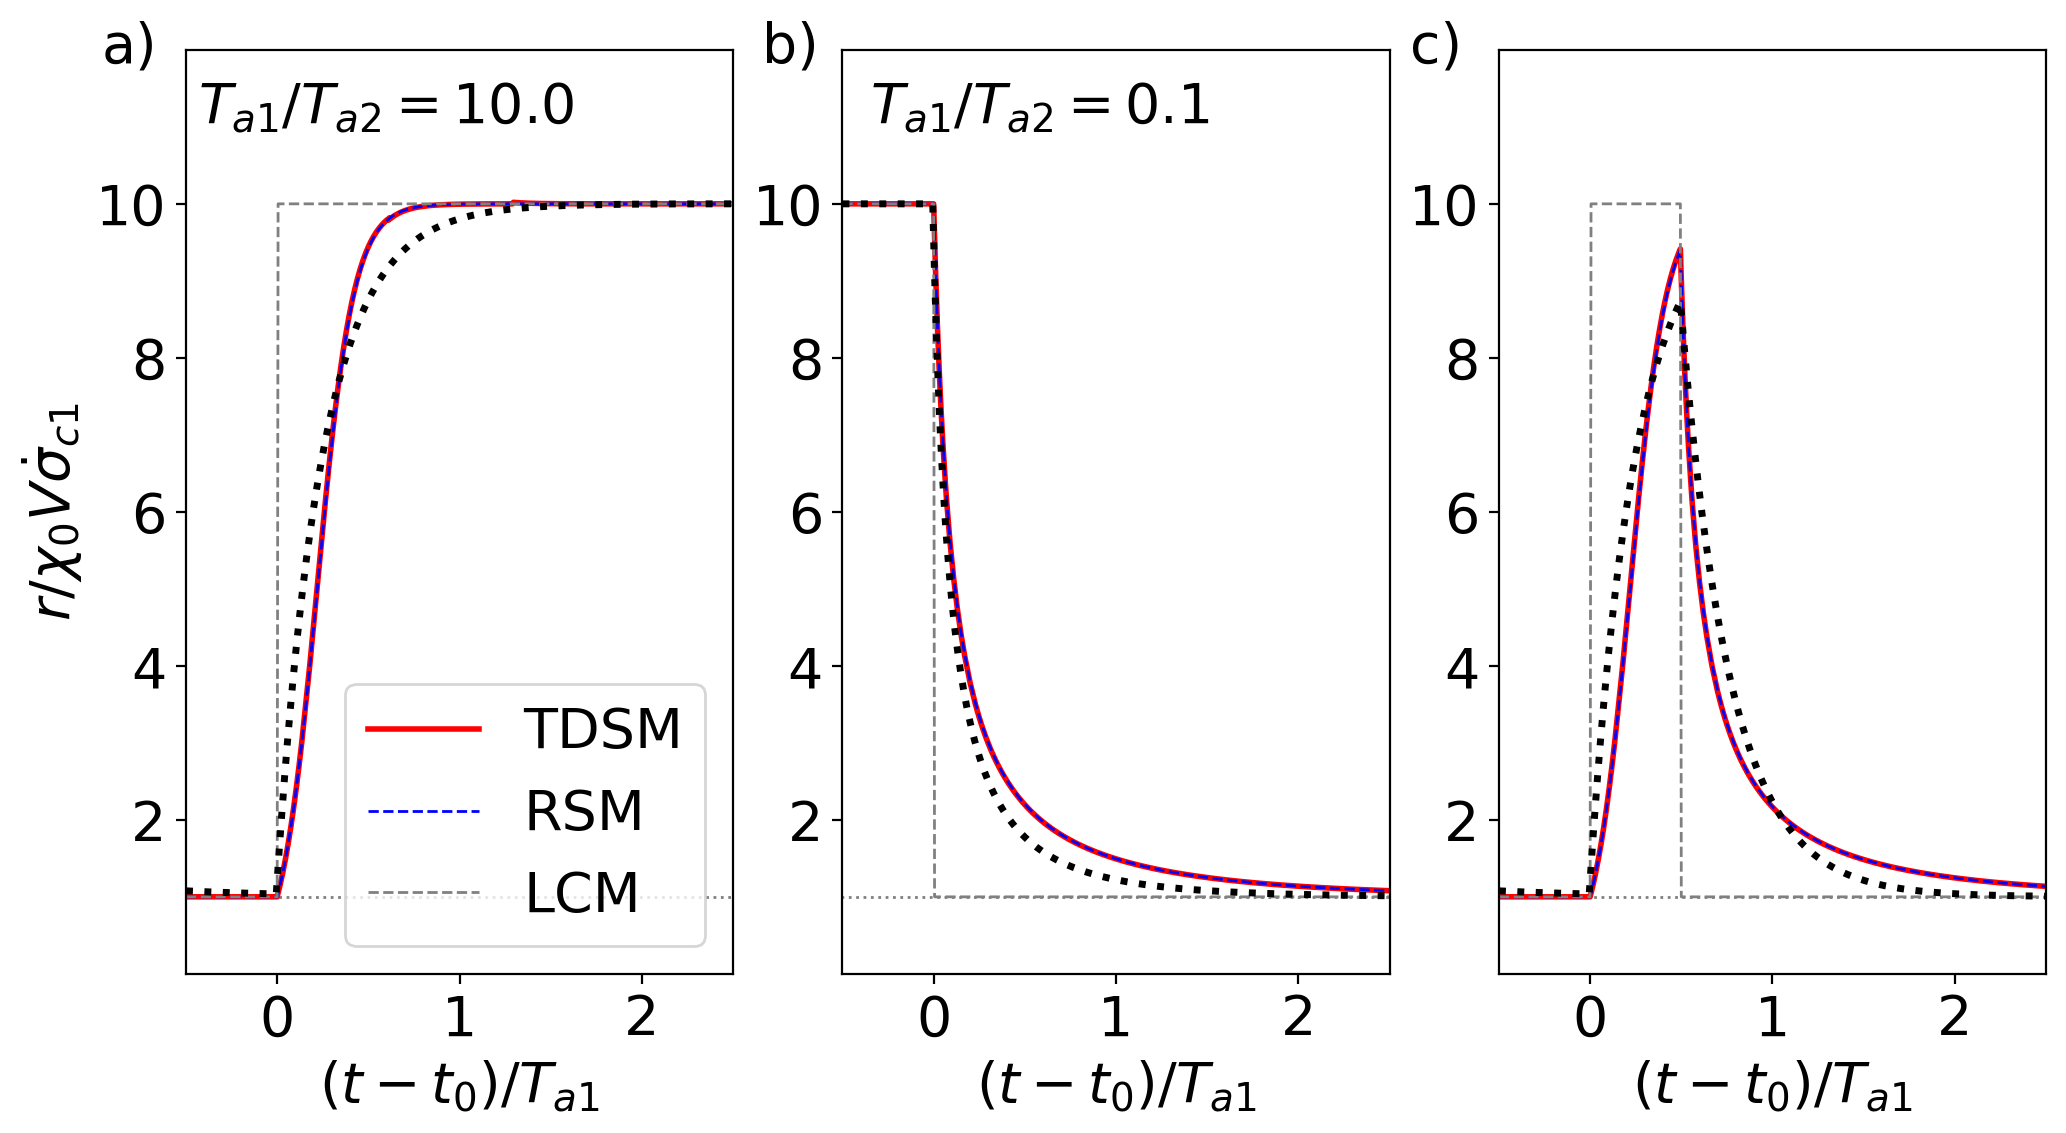 a)
b)
c)
$T_{a1}/T_{a2} = 10.0$
$T_{a1}/T_{a2} = 0.1$
$r/\chi_0 V \dot{\sigma}_{c1}$
10
8
6
4
2
TDSM
RSM
LCM
0 1 2
$(t - t_0)/T_{a1}$
10
8
6
4
2
0 1 2
$(t - t_0)/T_{a1}$
10
8
6
4
2
0 1 2
$(t - t_0)/T_{a1}$